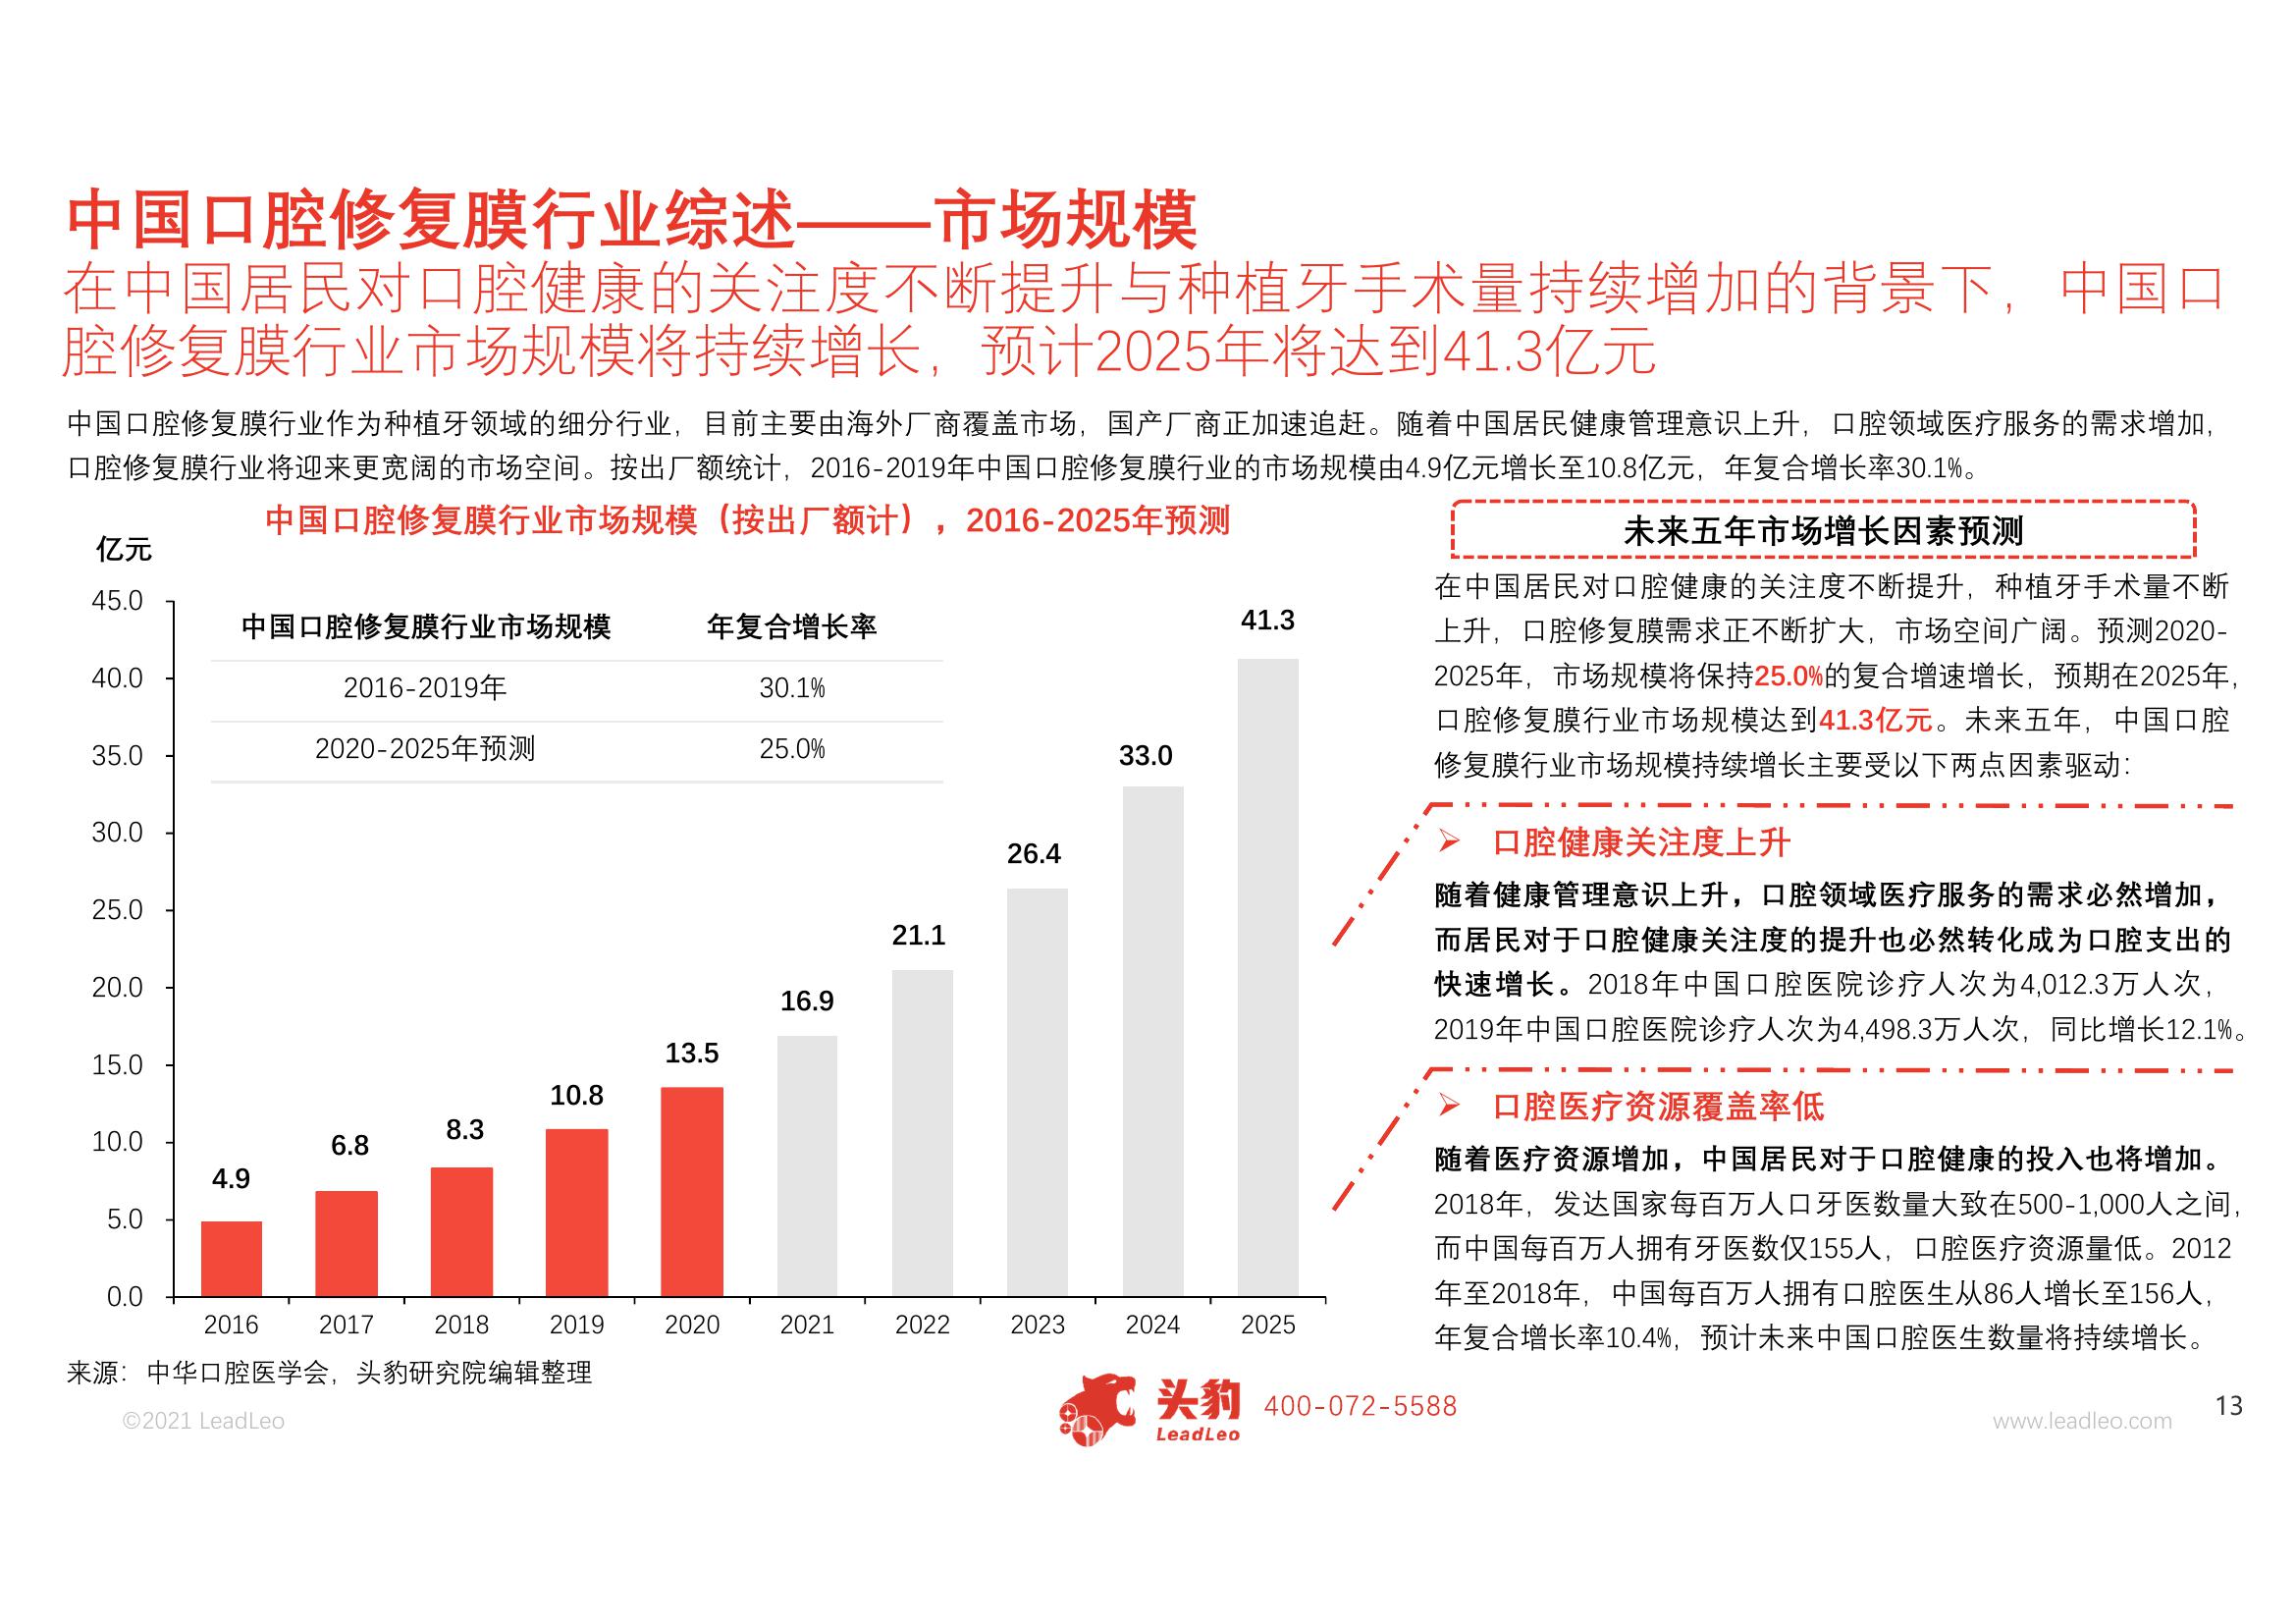 中国口腔修复膜行业综述——市场规模
在中国居民对口腔健康的关注度不断提升与种植牙手术量持续增加的背景下，中国口
腔修复膜行业市场规模将持续增长，预计2025年将达到41.3亿元
中国口腔修复膜行业作为种植牙领域的细分行业，目前主要由海外厂商覆盖市场，国产厂商正加速追赶。随着中国居民健康管理意识上升，口腔领域医疗服务的需求增加，
口腔修复膜行业将迎来更宽阔的市场空间。按出厂额统计，2016-2019年中国口腔修复膜行业的市场规模由4.9亿元增长至10.8亿元，年复合增长率30.1%。
中国口腔修复膜行业市场规模（按出厂额计），2016-2025年预测
亿元
45.0
40.0
35.0
30.0
25.0
20.0
15.0
10.0
5.0
0.0
中国口腔修复膜行业市场规模 年复合增长率
2016-2019年 30.1%
2020-2025年预测 25.0%
4.9
6.8
8.3
10.8
13.5
16.9
21.1
26.4
33.0
41.3
2016 2017 2018 2019 2020 2021 2022 2023 2024 2025
未来五年市场增长因素预测
在中国居民对口腔健康的关注度不断提升，种植牙手术量不断
上升，口腔修复膜需求正不断扩大，市场空间广阔。预测2020-
2025年，市场规模将保持25.0%的复合增速增长，预期在2025年，
口腔修复膜行业市场规模达到41.3亿元。未来五年，中国口腔
修复膜行业市场规模持续增长主要受以下两点因素驱动：
➢ 口腔健康关注度上升
随着健康管理意识上升，口腔领域医疗服务的需求必然增加，
而居民对于口腔健康关注度的提升也必然转化成为口腔支出的
快速增长。2018年中国口腔医院诊疗人次为4,012.3万人次，
2019年中国口腔医院诊疗人次为4,498.3万人次，同比增长12.1%。
➢ 口腔医疗资源覆盖率低
随着医疗资源增加，中国居民对于口腔健康的投入也将增加。
2018年，发达国家每百万人口牙医数量大致在500-1,000人之间，
而中国每百万人拥有牙医数仅155人，口腔医疗资源量低。2012
年至2018年，中国每百万人拥有口腔医生从86人增长至156人，
年复合增长率10.4%，预计未来中国口腔医生数量将持续增长。
来源：中华口腔医学会，头豹研究院编辑整理
©2021 LeadLeo
头豹
LeadLeo
400-072-5588
www.leadleo.com
13